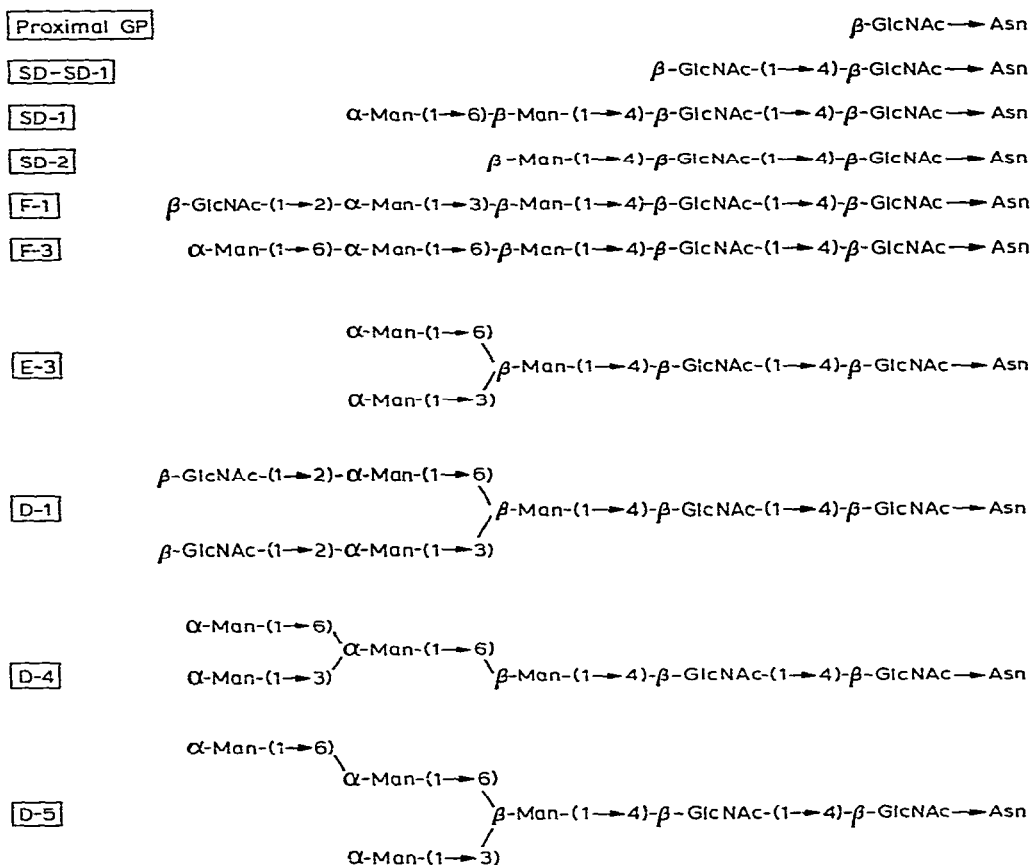 Proximal GP β-GlcNAc→Asn
SD-SD-1 β-GlcNAc-(1→4)-β-GlcNAc→Asn
SD-1 α-Man-(1→6)-β-Man-(1→4)-β-GlcNAc-(1→4)-β-GlcNAc→Asn
SD-2 β-Man-(1→4)-β-GlcNAc-(1→4)-β-GlcNAc→Asn
F-1 β-GlcNAc-(1→2)-α-Man-(1→3)-β-Man-(1→4)-β-GlcNAc-(1→4)-β-GlcNAc→Asn
F-3 α-Man-(1→6)-α-Man-(1→6)-β-Man-(1→4)-β-GlcNAc-(1→4)-β-GlcNAc→Asn
α-Man-(1→6)
E-3 β-Man-(1→4)-β-GlcNAc-(1→4)-β-GlcNAc→Asn
α-Man-(1→3)
β-GlcNAc-(1→2)-α-Man-(1→6)
D-1 β-Man-(1→4)-β-GlcNAc-(1→4)-β-GlcNAc→Asn
β-GlcNAc-(1→2)-α-Man-(1→3)
α-Man-(1→6)
α-Man-(1→6)
D-4 α-Man-(1→3) β-Man-(1→4)-β-GlcNAc-(1→4)-β-GlcNAc→Asn
α-Man-(1→6)
α-Man-(1→6)
D-5 β-Man-(1→4)-β-GlcNAc-(1→4)-β-GlcNAc→Asn
α-Man-(1→3)